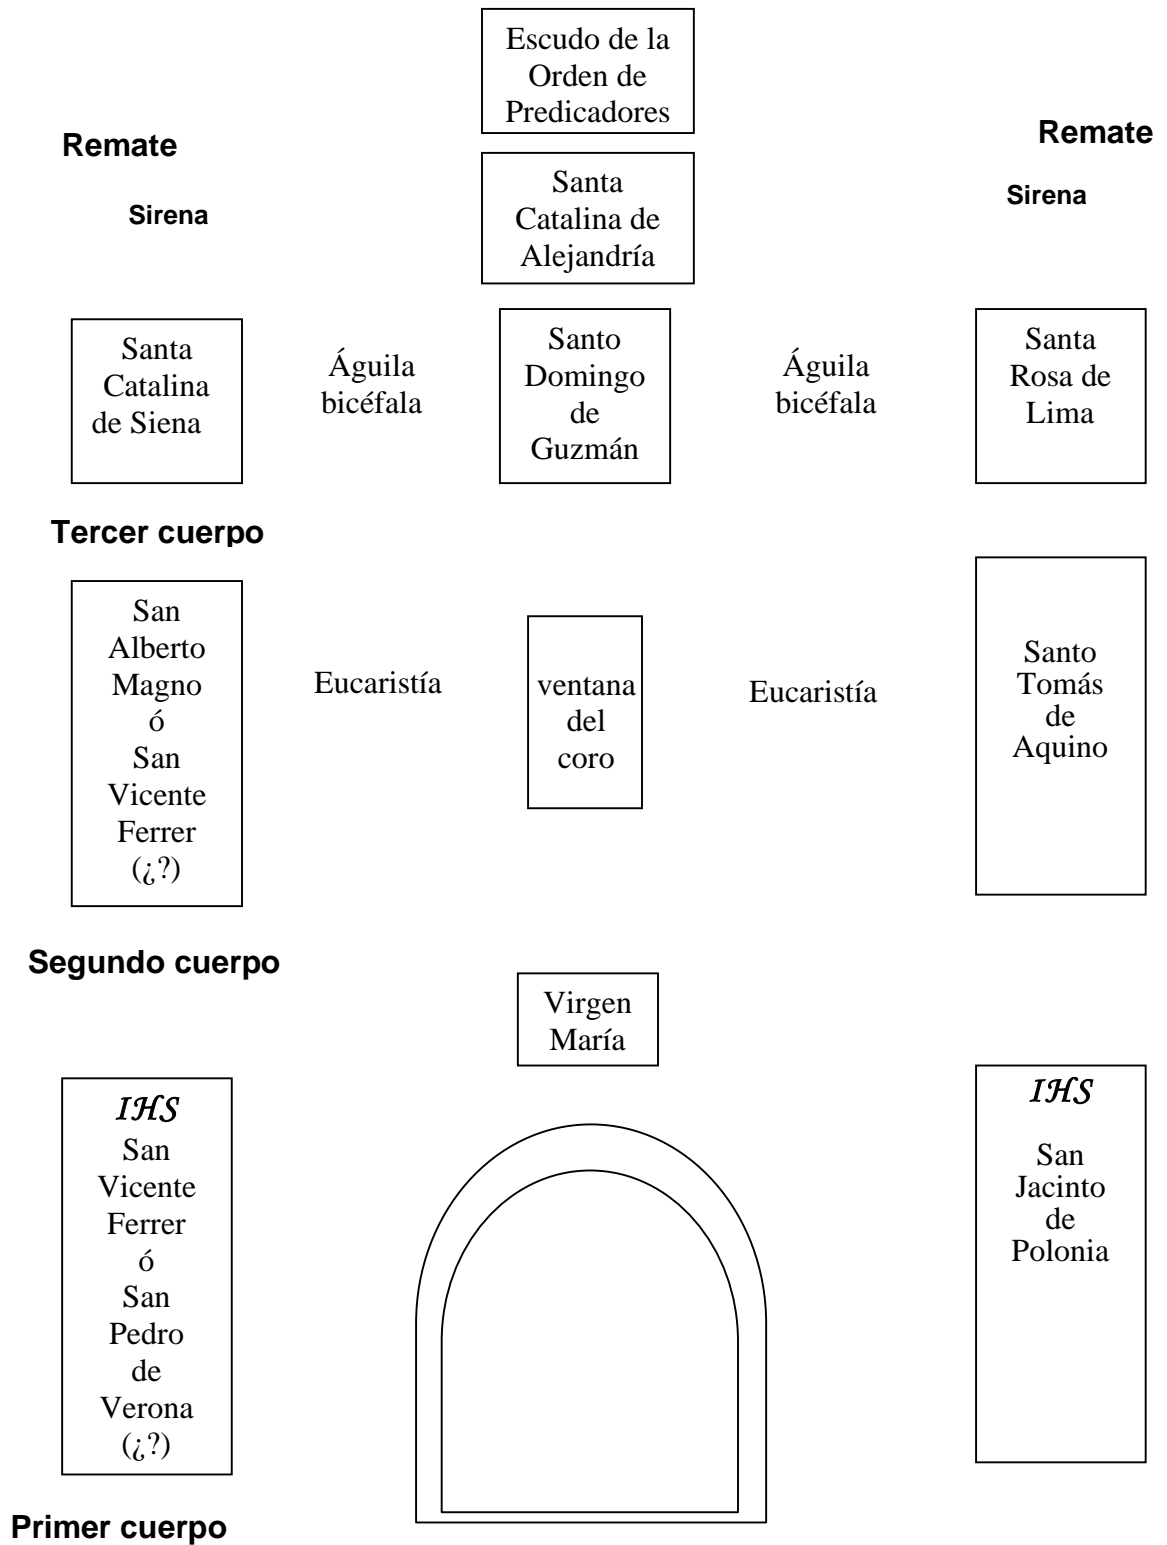 Escudo de la
Orden de
Predicadores
Remate
Remate
Santa
Catalina de
Alejandría
Sirena
Sirena
Santa
Catalina
de Siena
Águila
bicéfala
Santo
Domingo
de
Guzmán
Águila
bicéfala
Santa
Rosa de
Lima
Tercer cuerpo
San
Alberto
Magno
ó
San
Vicente
Ferrer
(¿?)
Eucaristía
ventana
del
coro
Eucaristía
Santo
Tomás
de
Aquino
Segundo cuerpo
Virgen
María
IHS
San
Vicente
Ferrer
ó
San
Pedro
de
Verona
(¿?)
IHS
San
Jacinto
de
Polonia
Primer cuerpo